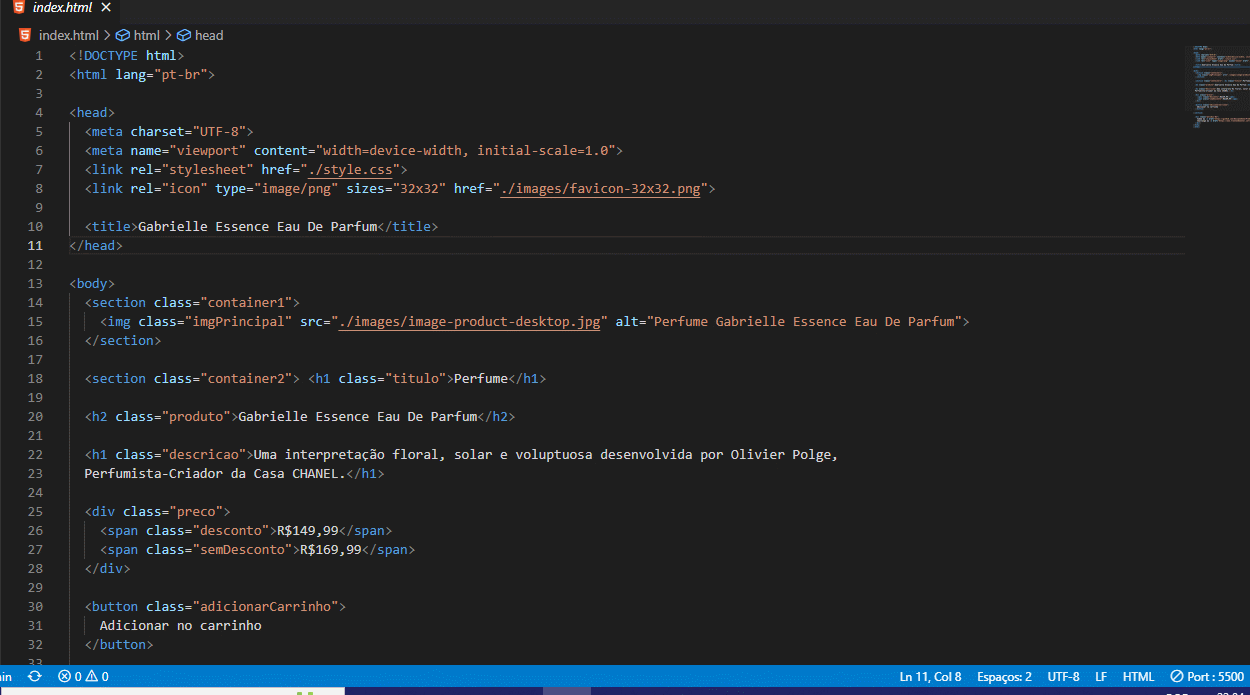 index.html
index.html > html > head
1 <!DOCTYPE html>
2 <html lang="pt-br">
3
4 <head>
5 <meta charset="UTF-8">
6 <meta name="viewport" content="width=device-width, initial-scale=1.0">
7 <link rel="stylesheet" href="./style.css">
8 <link rel="icon" type="image/png" sizes="32x32" href="./images/favicon-32x32.png">
9
10 <title>Gabrielle Essence Eau De Parfum</title>
11 </head>
12
13 <body>
14 <section class="container1">
15 <img class="imgPrincipal" src="./images/image-product-desktop.jpg" alt="Perfume Gabrielle Essence Eau De Parfum">
16 </section>
17
18 <section class="container2"> <h1 class="titulo">Perfume</h1>
19
20 <h2 class="produto">Gabrielle Essence Eau De Parfum</h2>
21
22 <h1 class="descricao">Uma interpretação floral, solar e voluptuosa desenvolvida por Olivier Polge,
23 Perfumista-Criador da Casa CHANEL.</h1>
24
25 <div class="preco">
26 <span class="desconto">R$149,99</span>
27 <span class="semDesconto">R$169,99</span>
28 </div>
29
30 <button class="adicionarCarrinho">
31 Adicionar no carrinho
32 </button>
33
0 0 Ln 11, Col 8 Espaços: 2 UTF-8 LF HTML Port : 5500